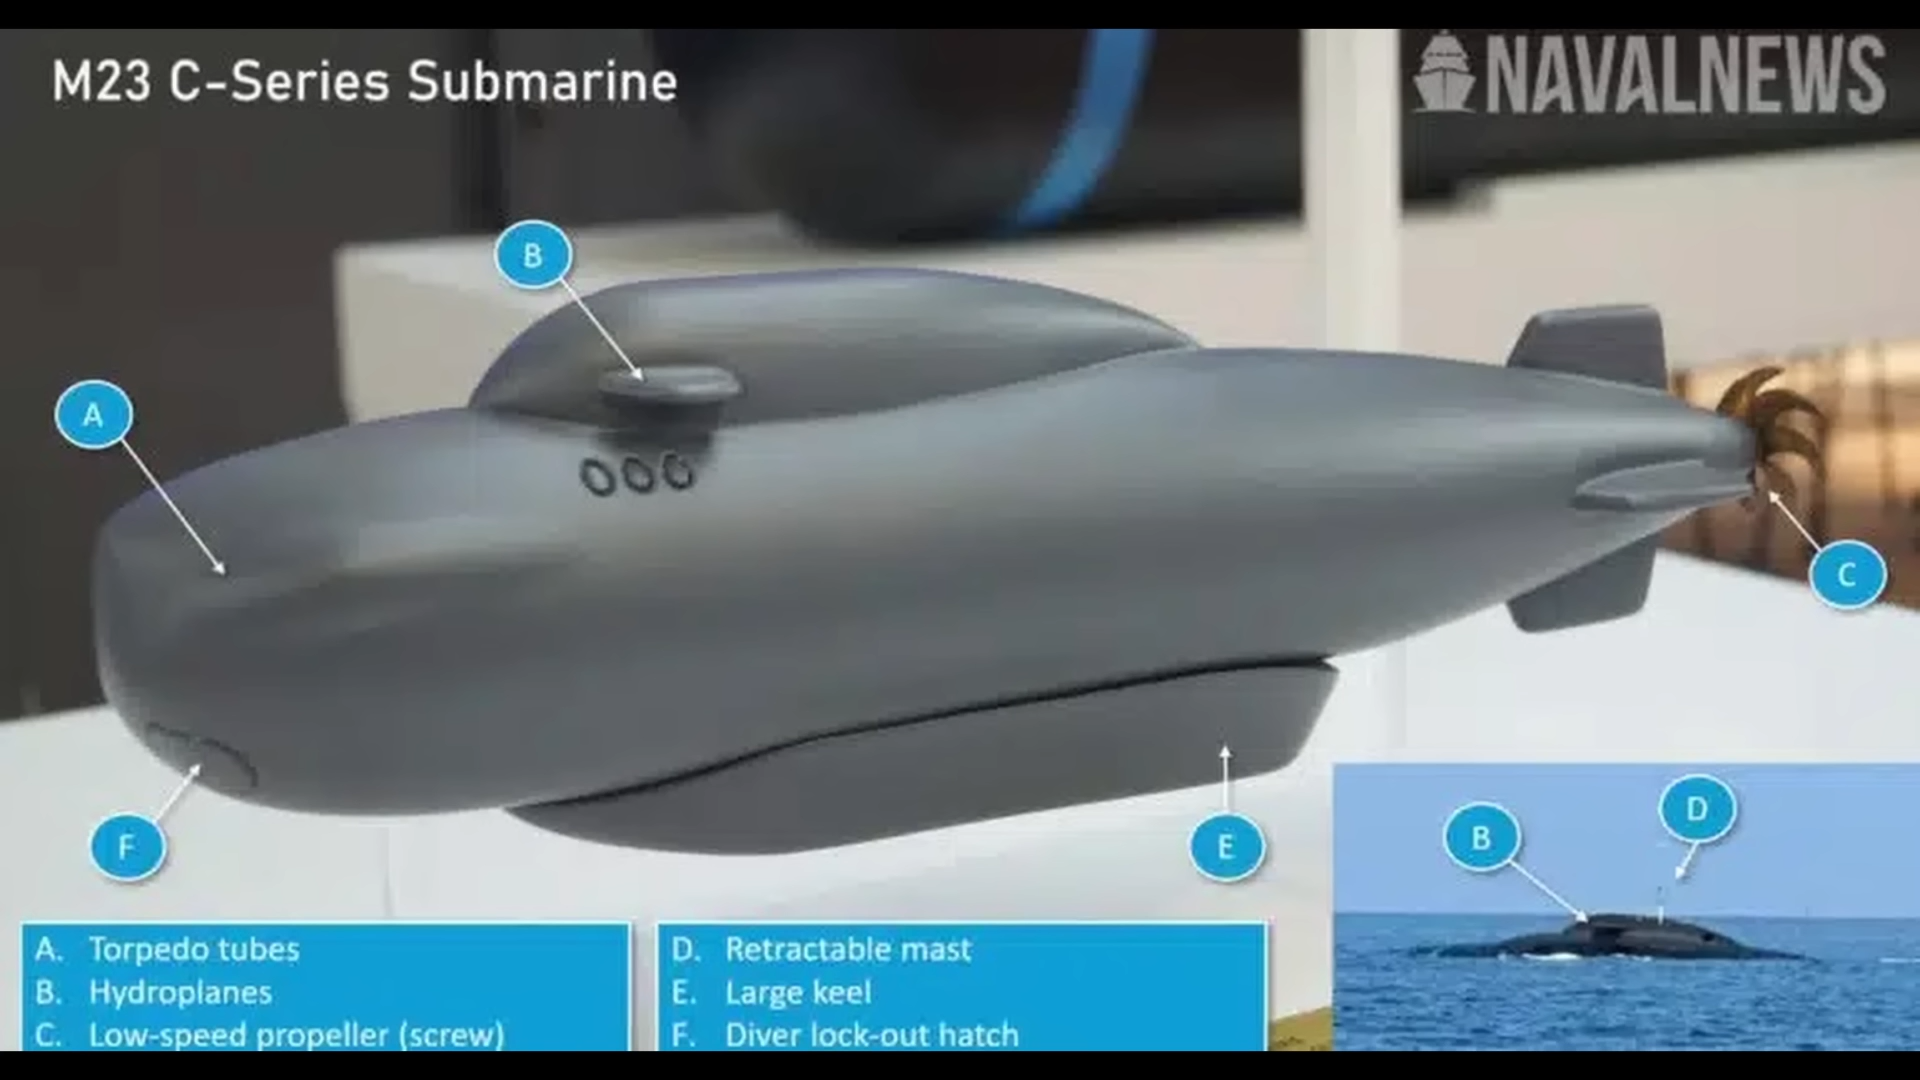 M23 C-Series Submarine
NAVALNEWS
B
A
C
F
E
B
D
A. Torpedo tubes
B. Hydroplanes
C. Low-speed propeller (screw)
D. Retractable mast
E. Large keel
F. Diver lock-out hatch